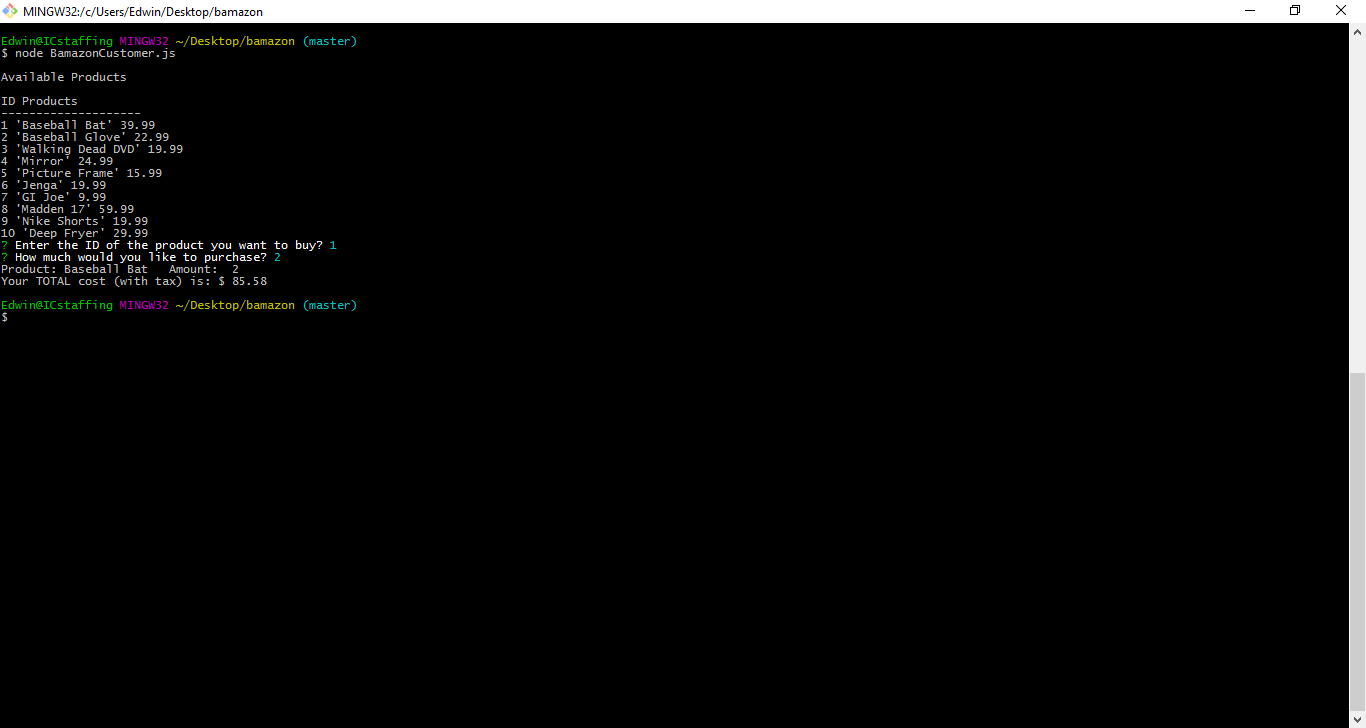 MINGW32:/c/Users/Edwin/Desktop/bamazon
Edwin@ICstaffing MINGW32 ~/Desktop/bamazon (master)
$ node BamazonCustomer.js
Available Products
ID Products
--------------------
1 'Baseball Bat' 39.99
2 'Baseball Glove' 22.99
3 'Walking Dead DVD' 19.99
4 'Mirror' 24.99
5 'Picture Frame' 15.99
6 'Jenga' 19.99
7 'GI Joe' 9.99
8 'Madden 17' 59.99
9 'Nike Shorts' 19.99
10 'Deep Fryer' 29.99
? Enter the ID of the product you want to buy? 1
? How much would you like to purchase? 2
Product: Baseball Bat   Amount:  2
Your TOTAL cost (with tax) is: $ 85.58
Edwin@ICstaffing MINGW32 ~/Desktop/bamazon (master)
$